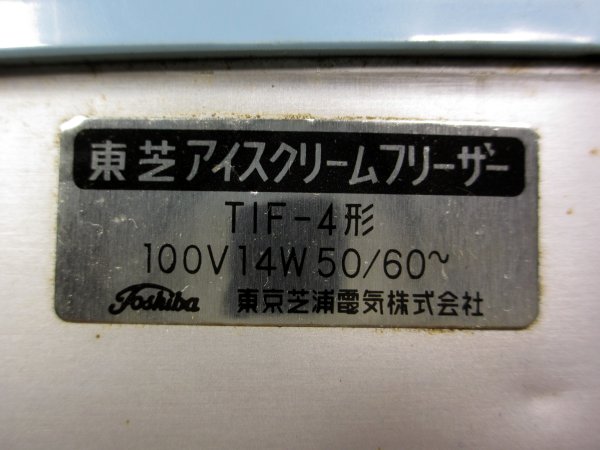 東芝アイスクリームフリーザー
TIF-4形
100V 14W 50/60~
Toshiba 東京芝浦電気株式会社